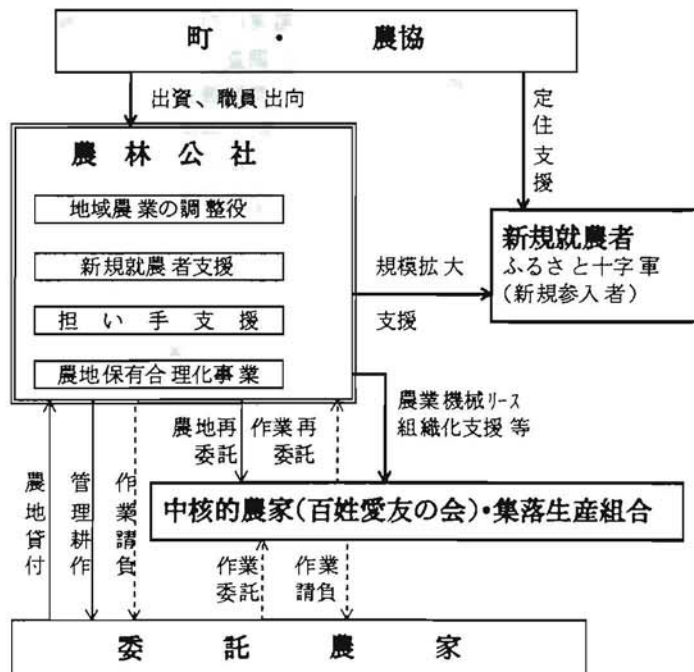 町・農協
出資、職員出向
定住支援
農林公社
地域農業の調整役
新規就農者支援
担い手支援
農地保有合理化事業
規模拡大
支援
新規就農者
ふるさと十字軍
(新規参入者)
農業機械リース
組織化支援等
農地再委託
作業再委託
農地貸付
管理耕作
作業請負
中核的農家(百姓愛友の会)・集落生産組合
作業委託
作業請負
委託農家